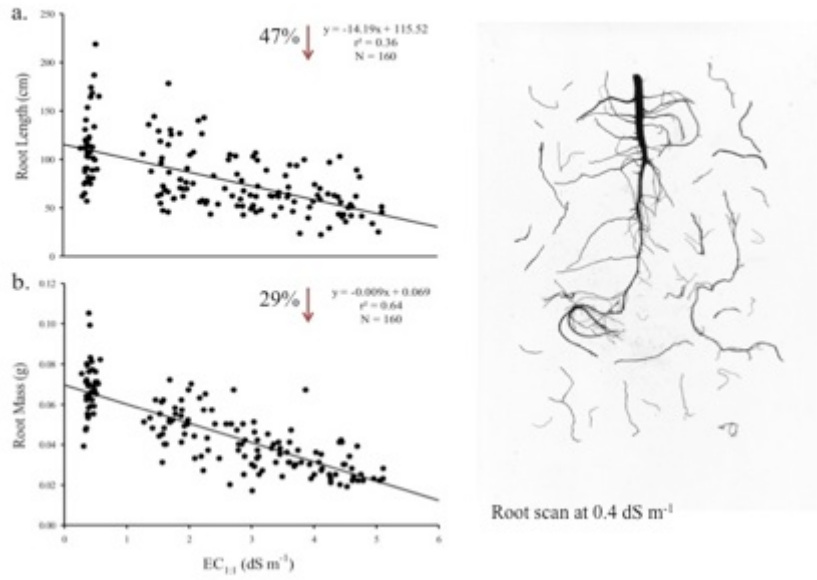 a.
47%
y = -14.19x + 115.52
r² = 0.36
N = 160
Root Length (cm)
250
200
150
100
50
0
b.
29%
y = -0.009x + 0.069
r² = 0.64
N = 160
Root Mass (g)
0.12
0.10
0.08
0.06
0.04
0.02
0.00
0 1 2 3 4 5 6
EC1:1 (dS m⁻¹)
Root scan at 0.4 dS m⁻¹